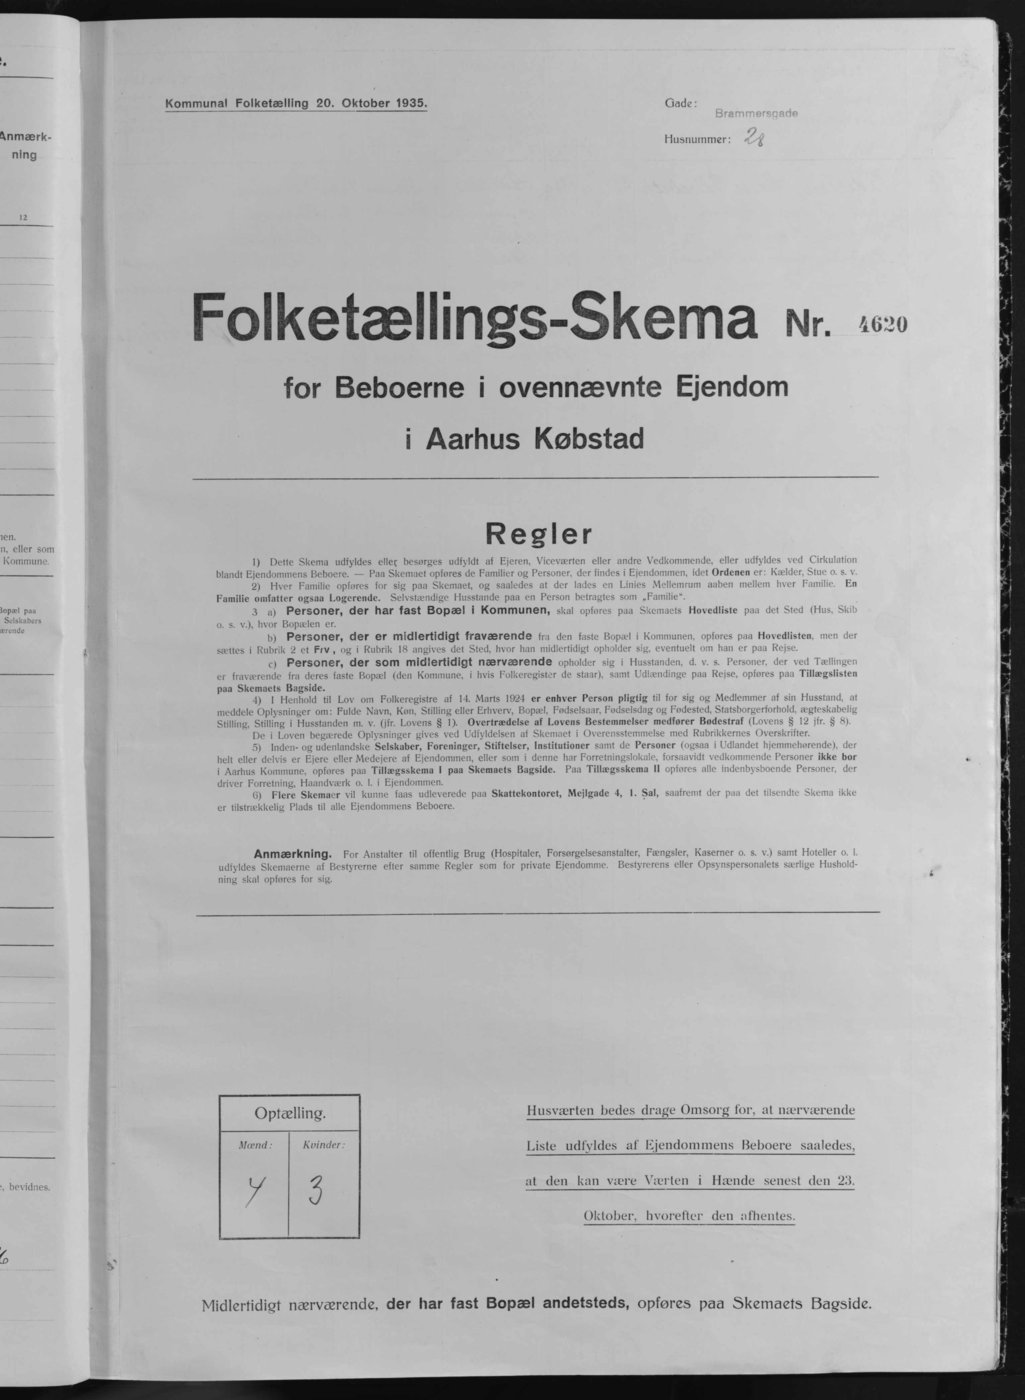 Anmærk-
ning
12
eller som
Kommune.
Bopæl paa
Selskabers
bevidnes.
Kommunal Folketælling 20. Oktober 1935.
Gade:
Brammersgade
Husnummer: 28
Folketællings-Skema Nr. 4620
for Beboerne i ovennævnte Ejendom
i Aarhus Købstad
Regler
1) Dette Skema udfyldes eller besørges udfyldt af Ejeren, Viceværten eller andre Vedkommende, eller udfyldes ved Cirkulation
blandt Ejendommens Beboere. — Paa Skemaet opføres de Familier og Personer, der findes i Ejendommen, idet Ordenen er: Kælder, Stue o. s. v.
2) Hver Familie opføres for sig paa Skemaet, og saaledes at der lades en Linies Mellemrum aaben mellem hver Familie. En
Familie omfatter ogsaa Logerende. Selvstændige Husstande paa en Person betragtes som „Familie“.
3 a) Personer, der har fast Bopæl i Kommunen, skal opføres paa Skemaets Hovedliste paa det Sted (Hus, Skib
o. s. v.), hvor Bopælen er.
b) Personer, der er midlertidigt fraværende fra den faste Bopæl i Kommunen, opføres paa Hovedlisten, men der
sættes i Rubrik 2 et Frv, og i Rubrik 18 angives det Sted, hvor han midlertidigt opholder sig, eventuelt om han er paa Rejse.
c) Personer, der som midlertidigt nærværende opholder sig i Husstanden, d. v. s. Personer, der ved Tællingen
er fraværende fra deres faste Bopæl (den Kommune, i hvis Folkeregister de staar), samt Udlændinge paa Rejse, opføres paa Tillægslisten
paa Skemaets Bagside.
4) I Henhold til Lov om Folkeregistre af 14. Marts 1924 er enhver Person pligtig til for sig og Medlemmer af sin Husstand, at
meddele Oplysninger om: Fulde Navn, Køn, Stilling eller Erhverv, Bopæl, Fødselsaar, Fødselsdag og Fødested, Statsborgerforhold, ægteskabelig
Stilling, Stilling i Husstanden m. v. (jfr. Lovens § 1). Overtrædelse af Lovens Bestemmelser medfører Bødestraf (Lovens § 12 jfr. § 8).
De i Loven begærede Oplysninger gives ved Udfyldelsen af Skemaet i Overensstemmelse med Rubrikkernes Overskrifter.
5) Inden- og udenlandske Selskaber, Foreninger, Stiftelser, Institutioner samt de Personer (ogsaa i Udlandet hjemmehørende), der
helt eller delvis er Ejere eller Medejere af Ejendommen, eller som i denne har Forretningslokale, forsaavidt vedkommende Personer ikke bor
i Aarhus Kommune, opføres paa Tillægsskema I paa Skemaets Bagside. Paa Tillægsskema II opføres alle indenbysboende Personer, der
driver Forretning, Haandværk o. l. i Ejendommen.
6) Flere Skemaer vil kunne faas udleverede paa Skattekontoret, Mejlgade 4, 1. Sal, saafremt der paa det tilsendte Skema ikke
er tilstrækkelig Plads til alle Ejendommens Beboere.
Anmærkning. For Anstalter til offentlig Brug (Hospitaler, Forsørgelsesanstalter, Fængsler, Kaserner o. s. v.) samt Hoteller o. l.
udfyldes Skemaerne af Bestyrerne efter samme Regler som for private Ejendomme. Bestyrerens eller Opsynspersonalets særlige Hushold-
ning skal opføres for sig.
Optælling.
Mænd: Kvinder:
4 3
Husværten bedes drage Omsorg for, at nærværende
Liste udfyldes af Ejendommens Beboere saaledes,
at den kan være Værten i Hænde senest den 23.
Oktober, hvorefter den afhentes.
Midlertidigt nærværende, der har fast Bopæl andetsteds, opføres paa Skemaets Bagside.